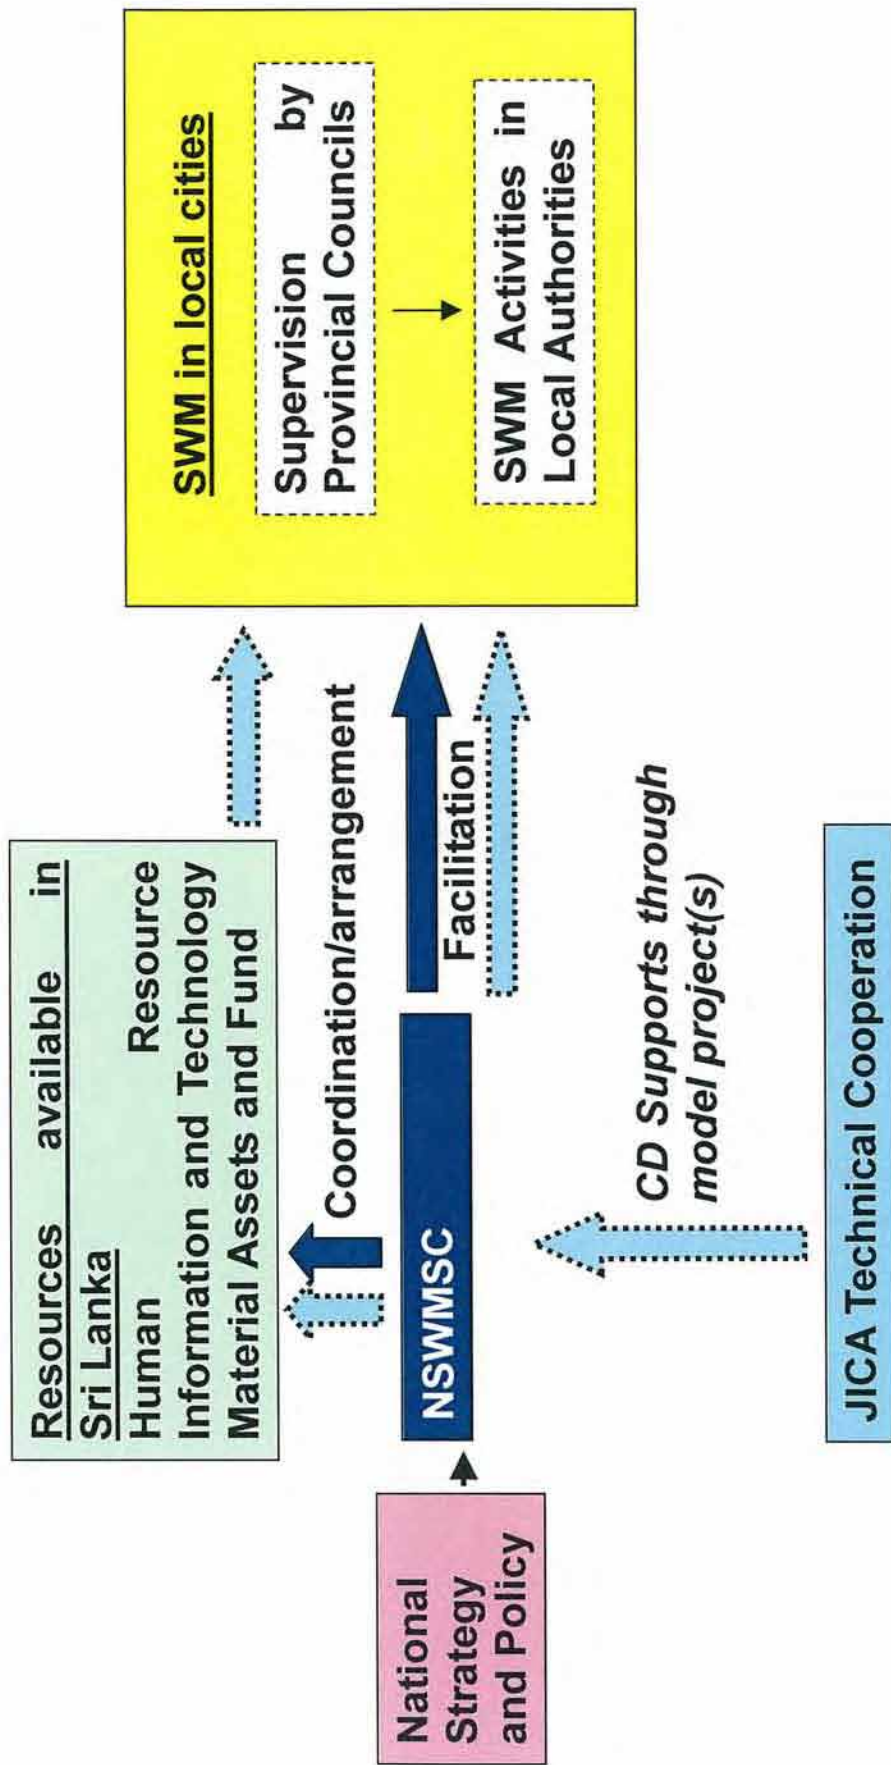 Resources available in
Sri Lanka
Human Resource
Information and Technology
Material Assets and Fund
Coordination/arrangement
National
Strategy
and Policy
NSWMSC
Facilitation
SWM in local cities
Supervision by
Provincial Councils
SWM Activities in
Local Authorities
CD Supports through
model project(s)
JICA Technical Cooperation